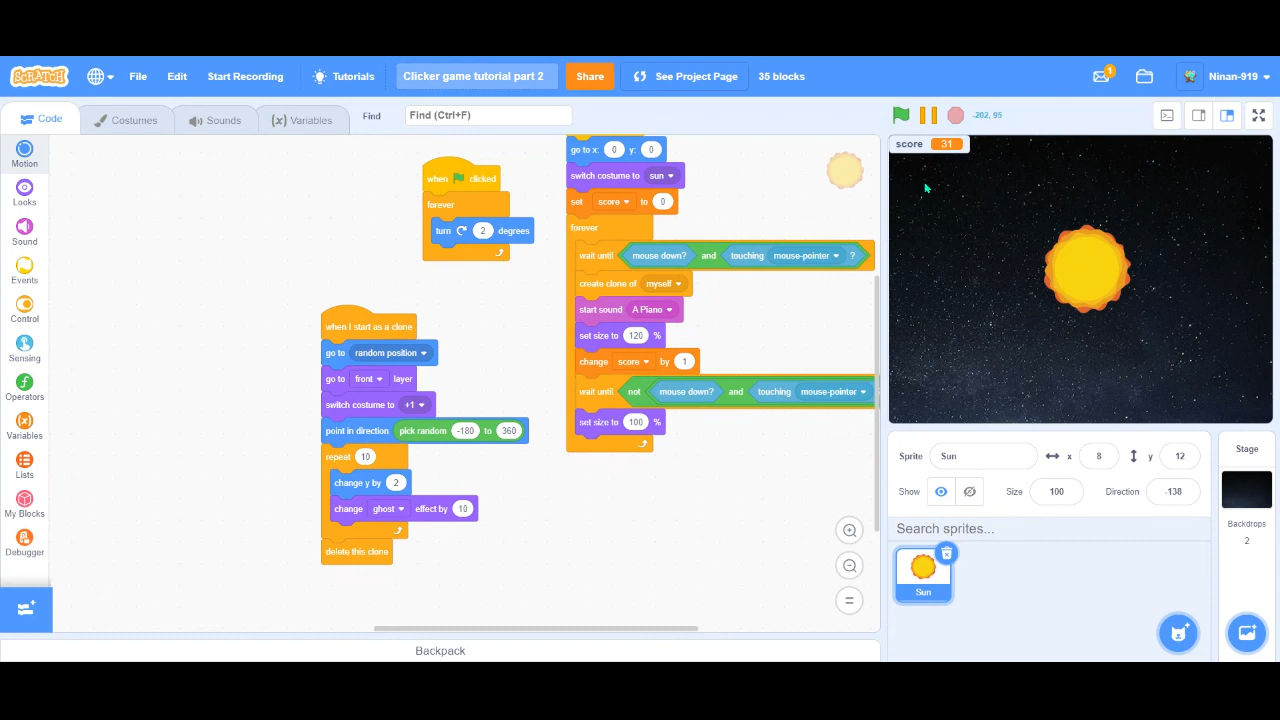 SCRATCH File Edit Start Recording Tutorials Clicker game tutorial part 2 Share See Project Page 35 blocks 1 Ninan-919
Code Costumes Sounds (x) Variables Find Find (Ctrl+F) -202, 95
Motion
Looks
Sound
Events
Control
Sensing
Operators
Variables
Lists
My Blocks
Debugger
when clicked
forever
turn 2 degrees
when I start as a clone
go to random position
go to front layer
switch costume to +1
point in direction pick random -180 to 360
repeat 10
change y by 2
change ghost effect by 10
delete this clone
go to x: 0 y: 0
switch costume to sun
set score to 0
forever
wait until mouse down? and touching mouse-pointer ?
create clone of myself
start sound A Piano
set size to 120 %
change score by 1
wait until not mouse down? and touching mouse-pointer
set size to 100 %
score 31
Sprite Sun x 8 y 12
Show Size 100 Direction -138
Search sprites...
Sun
Stage
Backdrops
2
Backpack